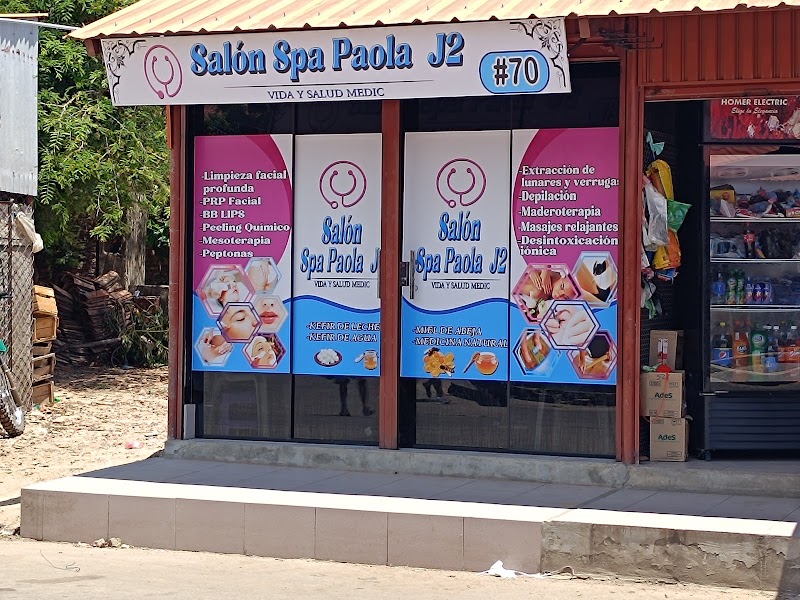 Salón Spa Paola J2
#70
VIDA Y SALUD MEDIC
-Limpieza facial
profunda
-PRP Facial
-BB LIPS
-Peeling Químico
-Mesoterapia
-Peptonas
Salón
Spa Paola J
VIDA Y SALUD MEDIC
-KEFIR DE LECHE
-KEFIR DE AGUA
Salón
Spa Paola J2
VIDA Y SALUD MEDIC
-MIEL DE ABEJA
-MEDICINA NATURAL
-Extracción de
lunares y verrugas
-Depilación
-Maderoterapia
-Masajes relajantes
-Desintoxicación
iónica
HOMER ELECTRIC
Elige la Elegancia
AdeS
AdeS